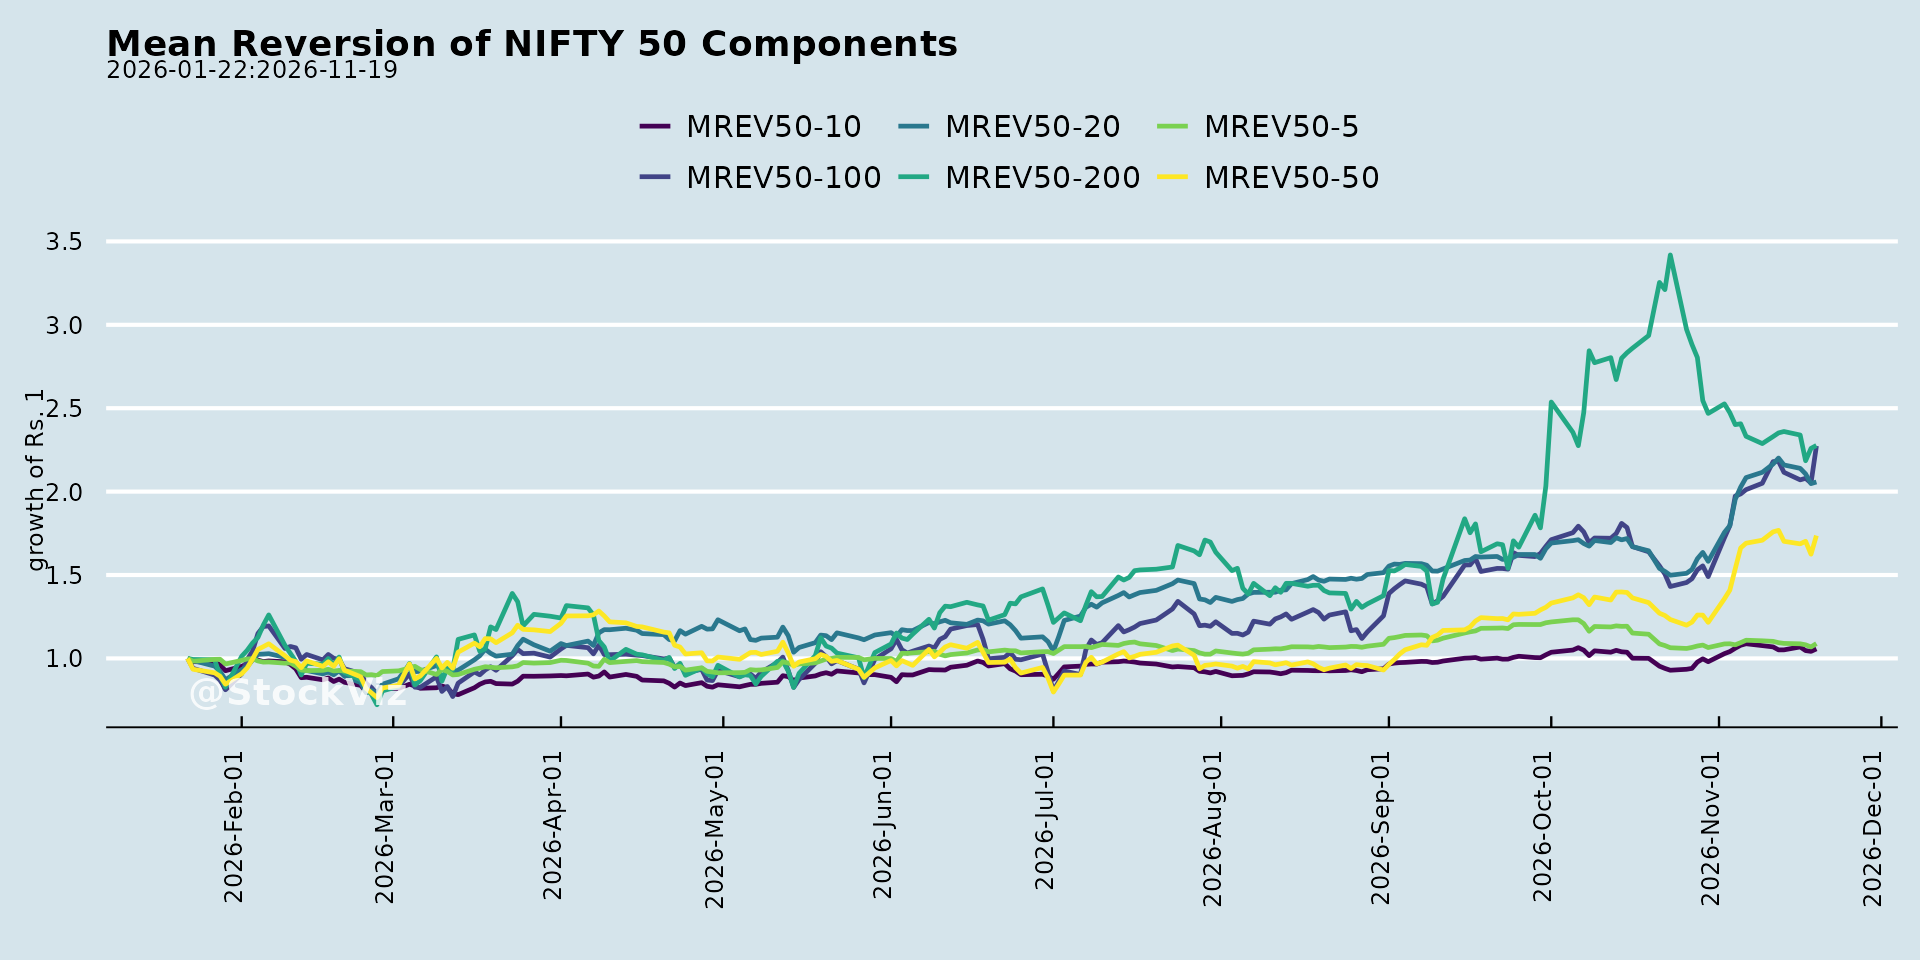 Mean Reversion of NIFTY 50 Components
2026-01-22:2026-11-19
MREV50-10 MREV50-20 MREV50-5
MREV50-100 MREV50-200 MREV50-50
growth of Rs. 1
3.5
3.0
2.5
2.0
1.5
1.0
@StockViz
2026-Feb-01
2026-Mar-01
2026-Apr-01
2026-May-01
2026-Jun-01
2026-Jul-01
2026-Aug-01
2026-Sep-01
2026-Oct-01
2026-Nov-01
2026-Dec-01